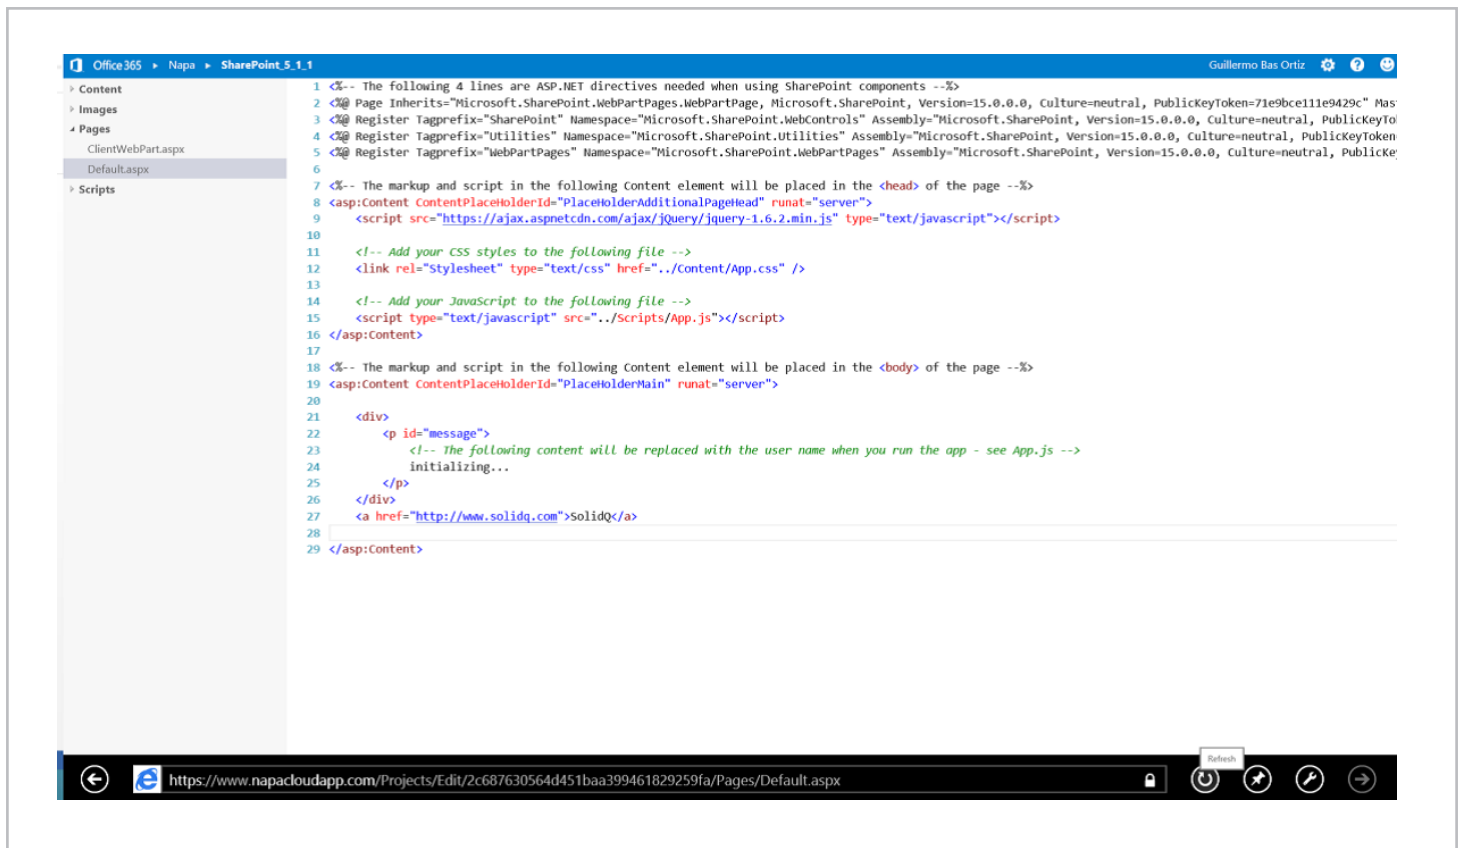 Office 365 ▸ Napa ▸ SharePoint_5_1_1
Guillermo Bas Ortiz
Content
Images
Pages
ClientWebPart.aspx
Default.aspx
Scripts
1 <%-- The following 4 lines are ASP.NET directives needed when using SharePoint components --%>
2 <%@ Page Inherits="Microsoft.SharePoint.WebPartPages.WebPartPage, Microsoft.SharePoint, Version=15.0.0.0, Culture=neutral, PublicKeyToken=71e9bce111e9429c" Mas
3 <%@ Register Tagprefix="SharePoint" Namespace="Microsoft.SharePoint.WebControls" Assembly="Microsoft.SharePoint, Version=15.0.0.0, Culture=neutral, PublicKeyTo
4 <%@ Register Tagprefix="Utilities" Namespace="Microsoft.SharePoint.Utilities" Assembly="Microsoft.SharePoint, Version=15.0.0.0, Culture=neutral, PublicKeyToken
5 <%@ Register Tagprefix="WebPartPages" Namespace="Microsoft.SharePoint.WebPartPages" Assembly="Microsoft.SharePoint, Version=15.0.0.0, Culture=neutral, PublicKe
6
7 <%-- The markup and script in the following Content element will be placed in the <head> of the page --%>
8 <asp:Content ContentPlaceHolderId="PlaceHolderAdditionalPageHead" runat="server">
9 <script src="https://ajax.aspnetcdn.com/ajax/jQuery/jquery-1.6.2.min.js" type="text/javascript"></script>
10
11 <!-- Add your CSS styles to the following file -->
12 <link rel="Stylesheet" type="text/css" href="../Content/App.css" />
13
14 <!-- Add your JavaScript to the following file -->
15 <script type="text/javascript" src="../Scripts/App.js"></script>
16 </asp:Content>
17
18 <%-- The markup and script in the following Content element will be placed in the <body> of the page --%>
19 <asp:Content ContentPlaceHolderId="PlaceHolderMain" runat="server">
20
21 <div>
22 <p id="message">
23 <!-- The following content will be replaced with the user name when you run the app - see App.js -->
24 initializing...
25 </p>
26 </div>
27 <a href="http://www.solidq.com">SolidQ</a>
28
29 </asp:Content>
Refresh
https://www.napacloudapp.com/Projects/Edit/2c687630564d451baa399461829259fa/Pages/Default.aspx